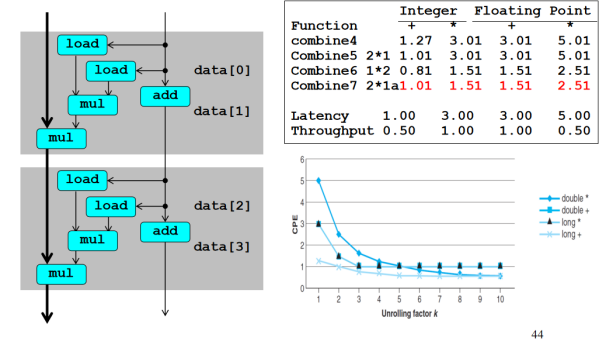 load
load
data[0]
add
mul
data[1]
mul
load
load
data[2]
add
mul
data[3]
mul
Integer Floating Point
Function + * + *
combine4 1.27 3.01 3.01 5.01
Combine5 2*1 1.01 3.01 3.01 5.01
Combine6 1*2 0.81 1.51 1.51 2.51
Combine7 2*1a 1.01 1.51 1.51 2.51
Latency 1.00 3.00 3.00 5.00
Throughput 0.50 1.00 1.00 0.50
6
5
4
3
2
1
0
CPE
1 2 3 4 5 6 7 8 9 10
Unrolling factor k
double *
double +
long *
long +
44